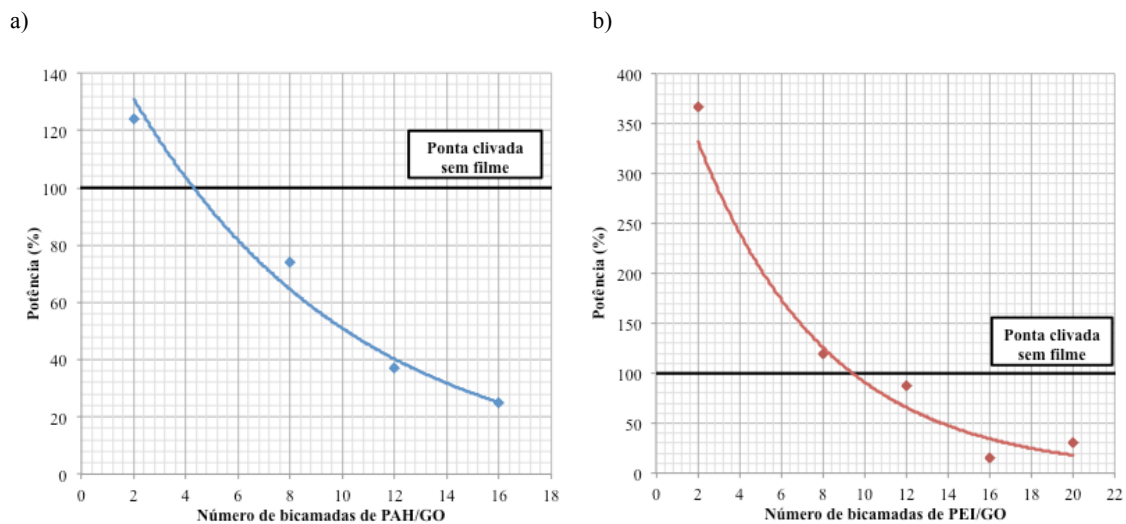 a)
b)
140
120
100
80
60
40
20
0
Potência (%)
Ponta clivada
sem filme
0 2 4 6 8 10 12 14 16 18
Número de bicamadas de PAH/GO
400
350
300
250
200
150
100
50
0
Potência (%)
Ponta clivada
sem filme
0 2 4 6 8 10 12 14 16 18 20 22
Número de bicamadas de PEI/GO